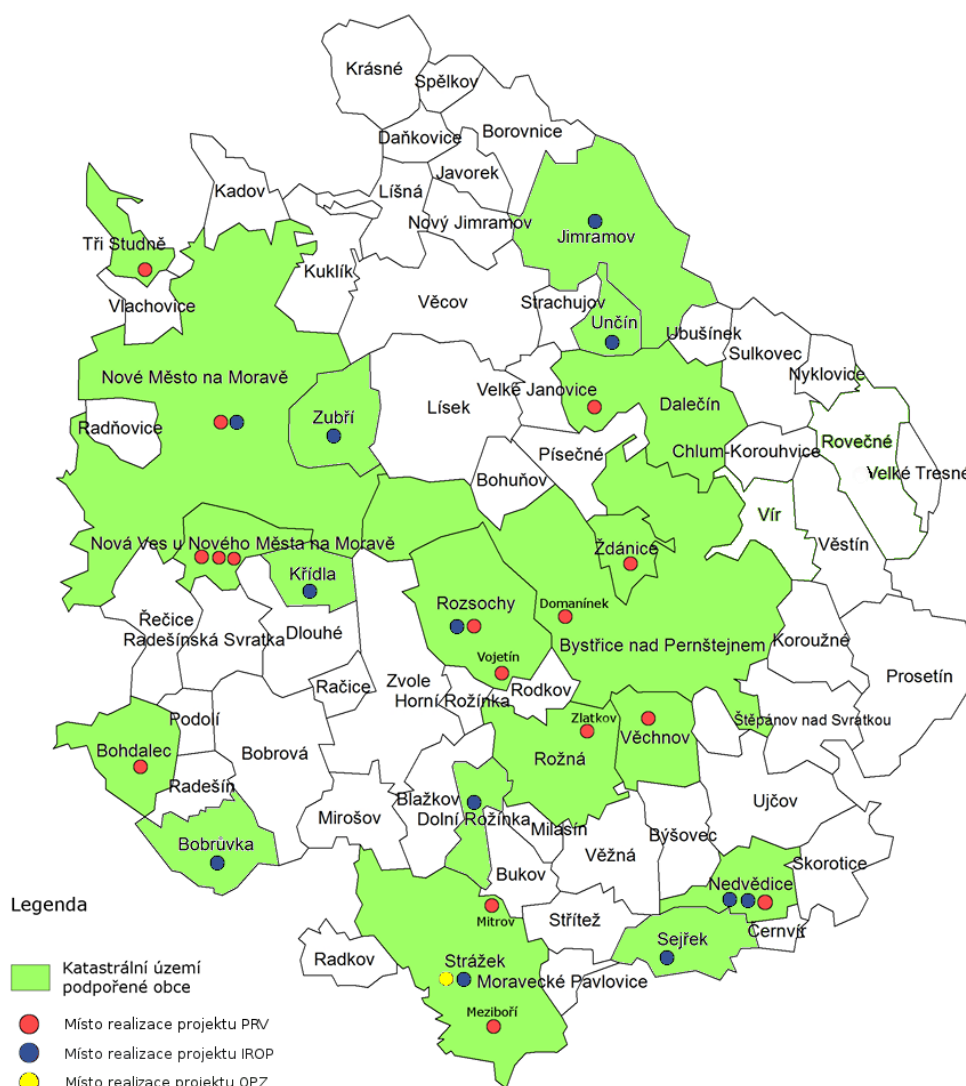 Krásné
Spělkov
Daňkovice
Borovnice
Javorek
Kadov
Líšná
Nový Jimramov
Jimramov
Tři Studně
Kuklík
Vlachovice
Věcov
Strachujov
Unčín
Ubušínek
Sulkovec
Nyklovice
Nové Město na Moravě
Velké Janovice
Lísek
Dalečín
Zubří
Radňovice
Rovečné
Chlum-Korouhvice
Písečné
Velké Tresné
Bohuňov
Vír
Nová Ves u Nového Města na Moravě
Věstín
Ždánice
Křídla
Rozsochy
Domanínek
Řečice
Radešínská Svratka
Dlouhé
Bystřice nad Pernštejnem
Koroužné
Vojetín
Prosetín
Račice
Zvole
Rodkov
Horní Rožínka
Podolí
Zlatkov
Štěpánov nad Svratkou
Bohdalec
Bobrová
Věchnov
Rožná
Radešín
Blažkov
Ujčov
Mirošov
Dolní Rožínka
Milasín
Býšovec
Bobrůvka
Věžná
Skorotice
Bukov
Nedvědice
Legenda
Mitrov
Střítež
Černvír
Sejřek
Radkov
Strážek
Katastrální území
podpořené obce
Moravecké Pavlovice
Meziboří
Místo realizace projektu PRV
Místo realizace projektu IROP
Místo realizace projektu OPZ